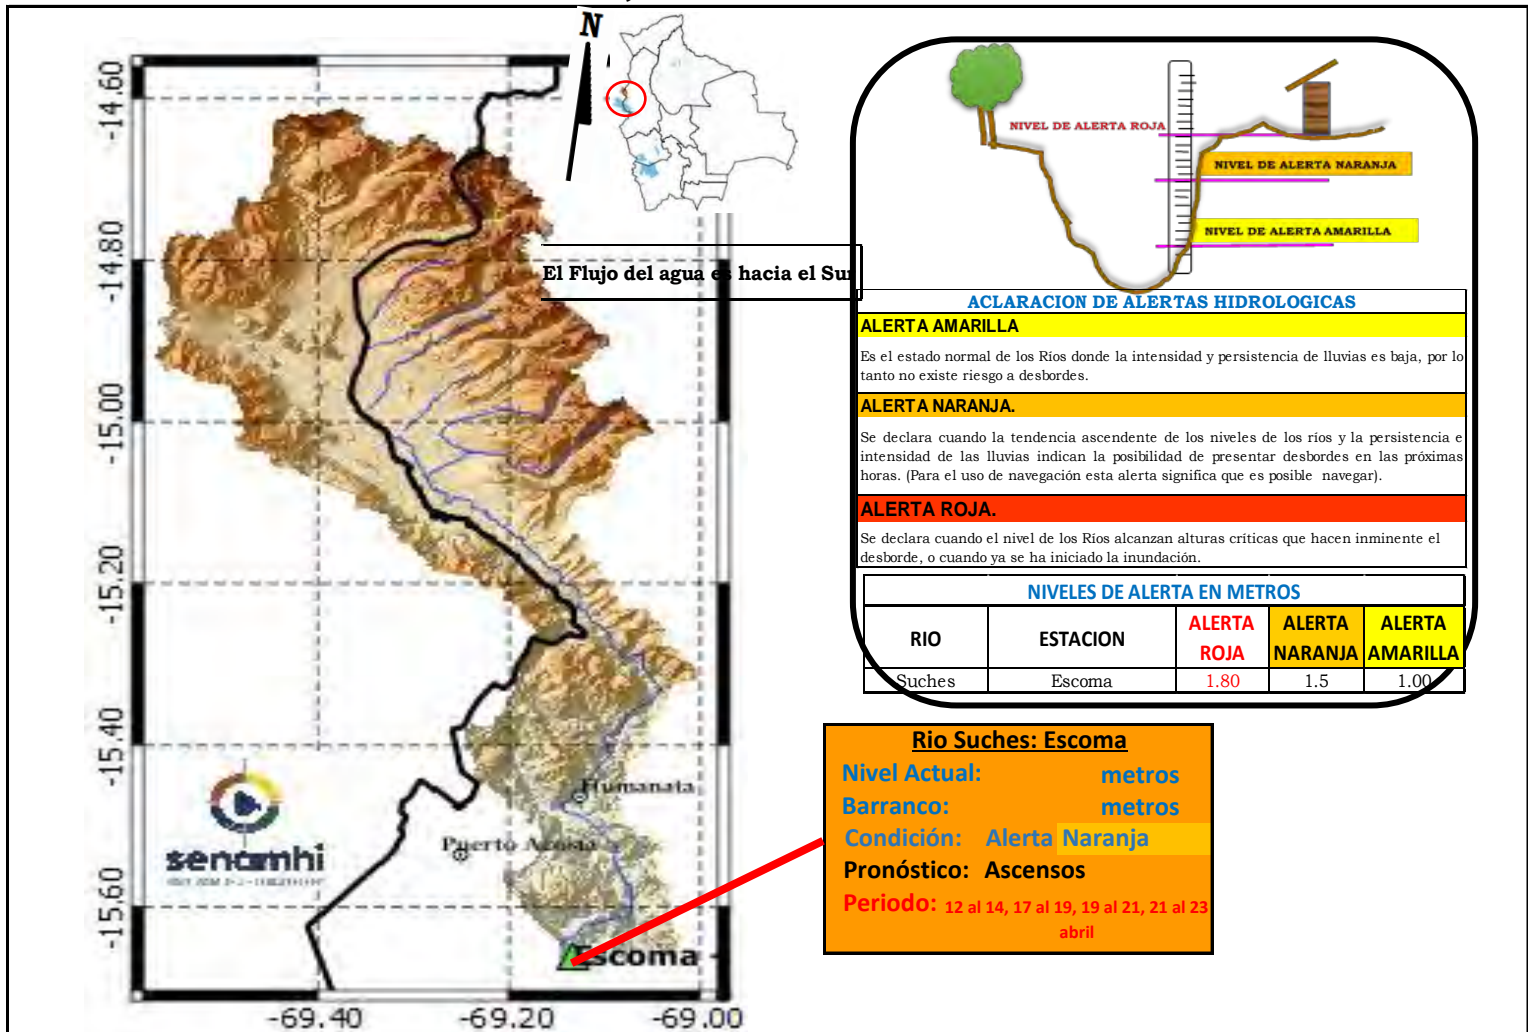 N
-14.60
-14.80
-15.00
-15.20
-15.40
-15.60
-69.40
-69.20
-69.00
El Flujo del agua es hacia el Sur
Humanata
Puerto Acosta
Escoma
senamhi
NIVEL DE ALERTA ROJA
NIVEL DE ALERTA NARANJA
NIVEL DE ALERTA AMARILLA
ACLARACION DE ALERTAS HIDROLOGICAS
ALERTA AMARILLA
Es el estado normal de los Ríos donde la intensidad y persistencia de lluvias es baja, por lo
tanto no existe riesgo a desbordes.
ALERTA NARANJA.
Se declara cuando la tendencia ascendente de los niveles de los ríos y la persistencia e
intensidad de las lluvias indican la posibilidad de presentar desbordes en las próximas
horas. (Para el uso de navegación esta alerta significa que es posible navegar).
ALERTA ROJA.
Se declara cuando el nivel de los Ríos alcanzan alturas críticas que hacen inminente el
desborde, o cuando ya se ha iniciado la inundación.
NIVELES DE ALERTA EN METROS
RIO ESTACION ALERTA ROJA ALERTA NARANJA ALERTA AMARILLA
Suches Escoma 1.80 1.5 1.00
Rio Suches: Escoma
Nivel Actual: metros
Barranco: metros
Condición: Alerta Naranja
Pronóstico: Ascensos
Periodo: 12 al 14, 17 al 19, 19 al 21, 21 al 23
abril